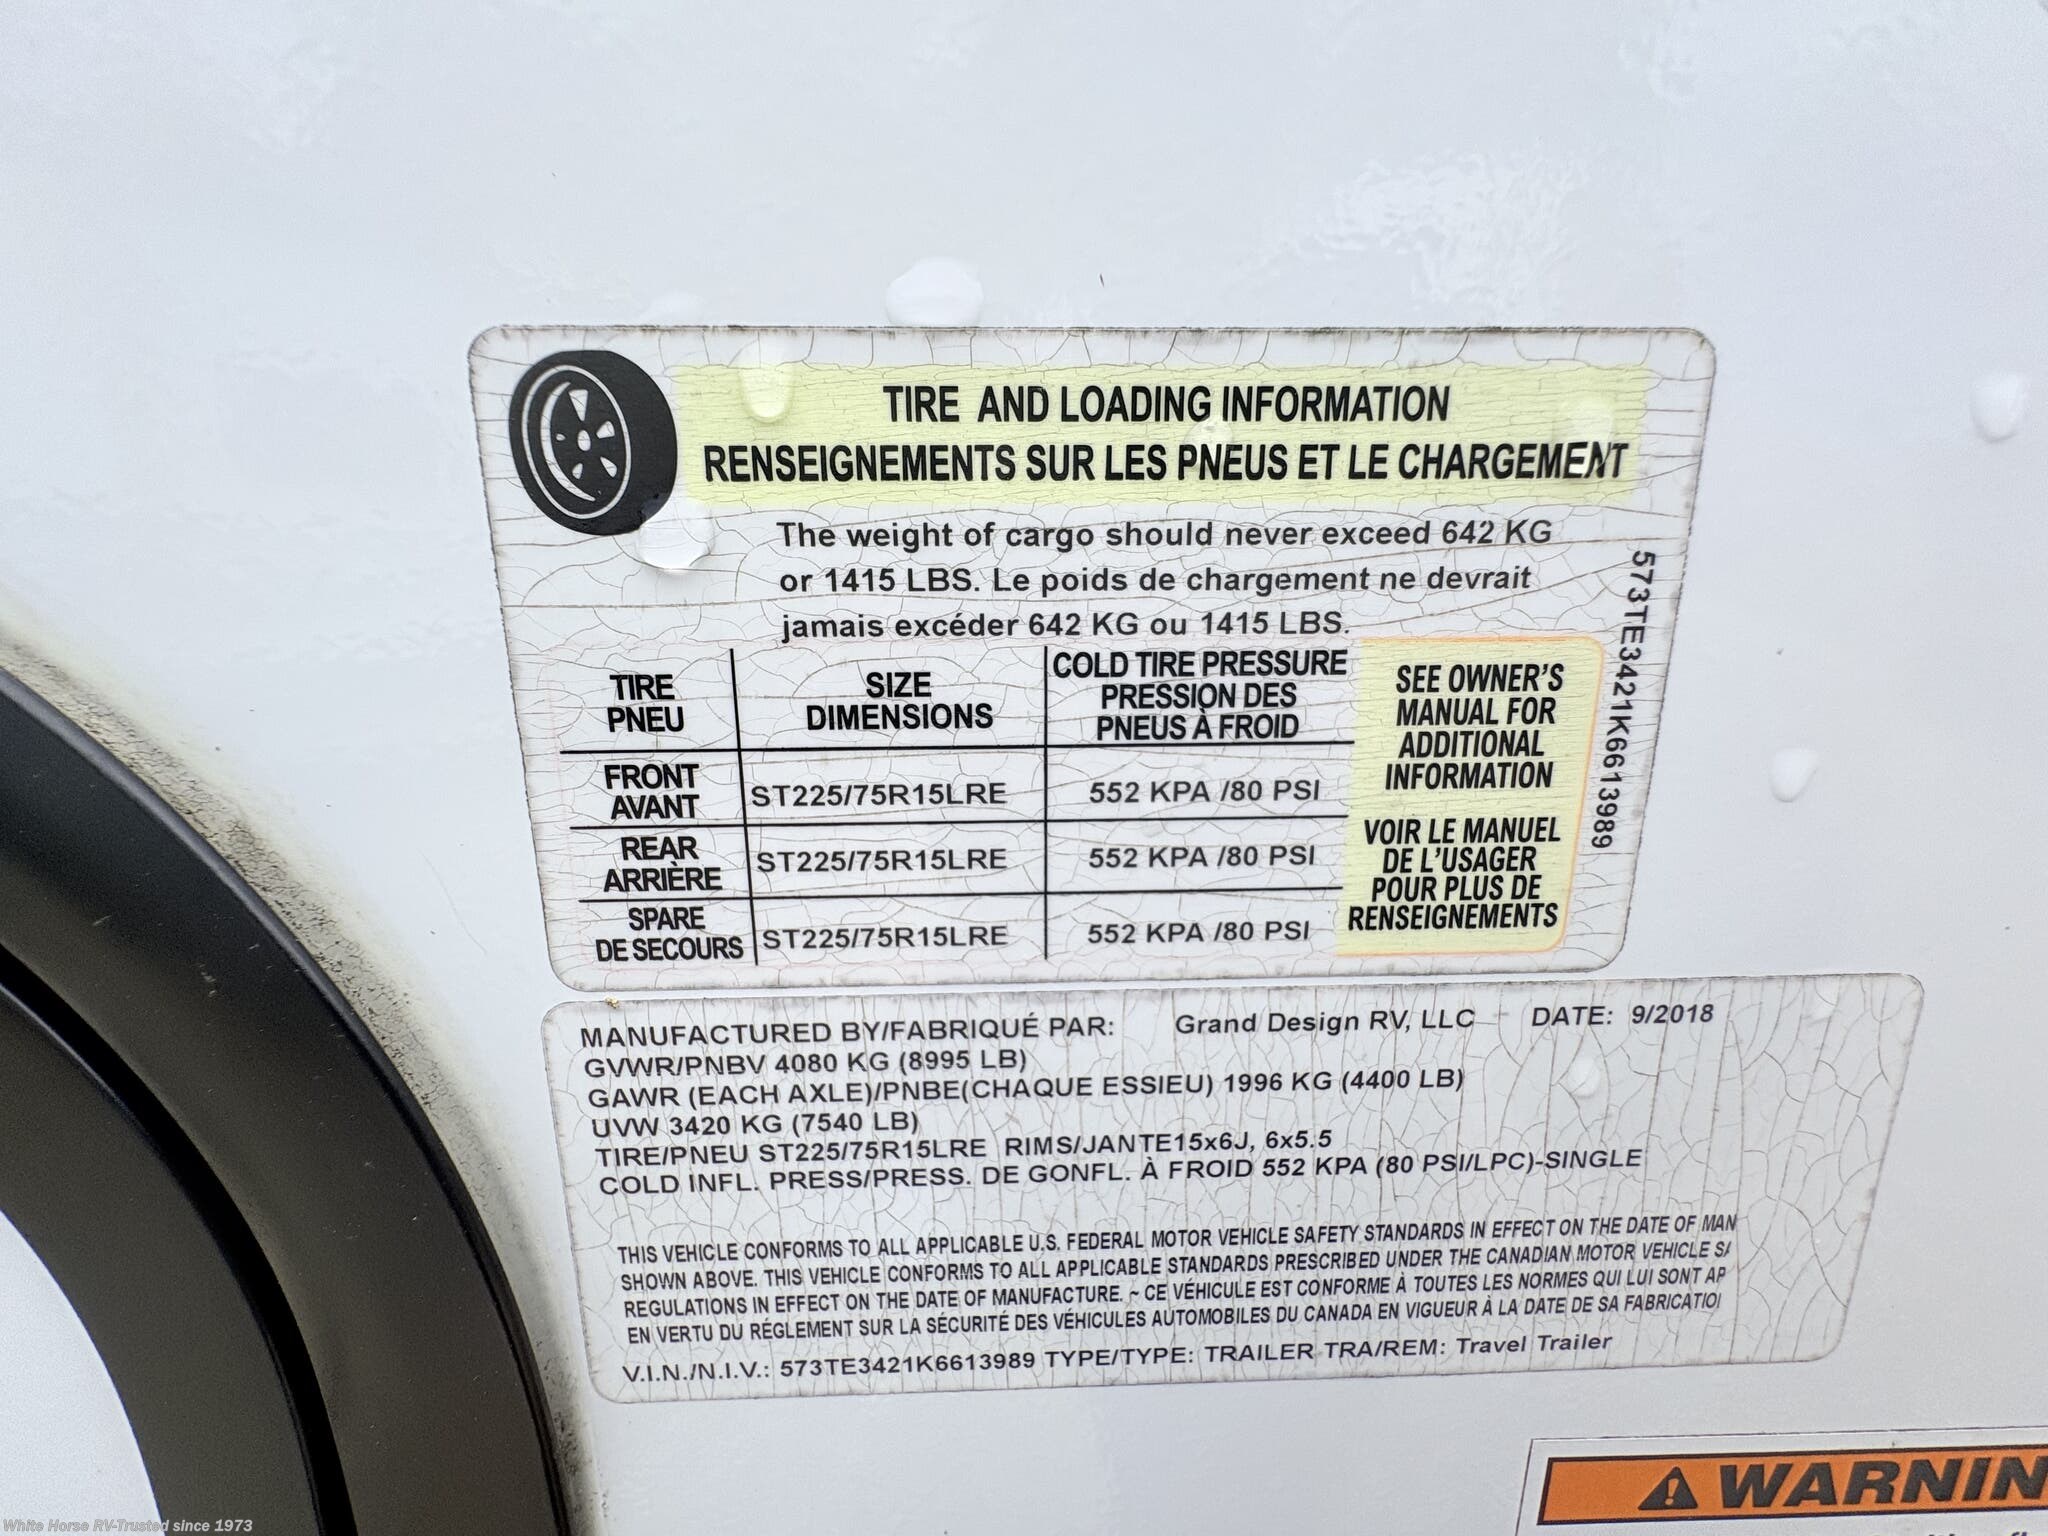 TIRE AND LOADING INFORMATION
RENSEIGNEMENTS SUR LES PNEUS ET LE CHARGEMENT
The weight of cargo should never exceed 642 KG
or 1415 LBS. Le poids de chargement ne devrait
jamais excéder 642 KG ou 1415 LBS.
TIRE
PNEU
SIZE
DIMENSIONS
COLD TIRE PRESSURE
PRESSION DES
PNEUS À FROID
FRONT
AVANT
ST225/75R15LRE
552 KPA /80 PSI
REAR
ARRIÈRE
ST225/75R15LRE
552 KPA /80 PSI
SPARE
DE SECOURS
ST225/75R15LRE
552 KPA /80 PSI
SEE OWNER'S
MANUAL FOR
ADDITIONAL
INFORMATION
VOIR LE MANUEL
DE L'USAGER
POUR PLUS DE
RENSEIGNEMENTS
573TE3421K6613989
MANUFACTURED BY/FABRIQUÉ PAR: Grand Design RV, LLC DATE: 9/2018
GVWR/PNBV 4080 KG (8995 LB)
GAWR (EACH AXLE)/PNBE(CHAQUE ESSIEU) 1996 KG (4400 LB)
UVW 3420 KG (7540 LB)
TIRE/PNEU ST225/75R15LRE RIMS/JANTE15x6J, 6x5.5
COLD INFL. PRESS/PRESS. DE GONFL. À FROID 552 KPA (80 PSI/LPC)-SINGLE
THIS VEHICLE CONFORMS TO ALL APPLICABLE U.S. FEDERAL MOTOR VEHICLE SAFETY STANDARDS IN EFFECT ON THE DATE OF MAN
SHOWN ABOVE. THIS VEHICLE CONFORMS TO ALL APPLICABLE STANDARDS PRESCRIBED UNDER THE CANADIAN MOTOR VEHICLE SA
REGULATIONS IN EFFECT ON THE DATE OF MANUFACTURE. ~ CE VÉHICULE EST CONFORME À TOUTES LES NORMES QUI LUI SONT AP
EN VERTU DU RÉGLEMENT SUR LA SÉCURITÉ DES VÉHICULES AUTOMOBILES DU CANADA EN VIGUEUR À LA DATE DE SA FABRICATIO
V.I.N./N.I.V.: 573TE3421K6613989 TYPE/TYPE: TRAILER TRA/REM: Travel Trailer
WARNIN
White Horse RV-Trusted since 1973